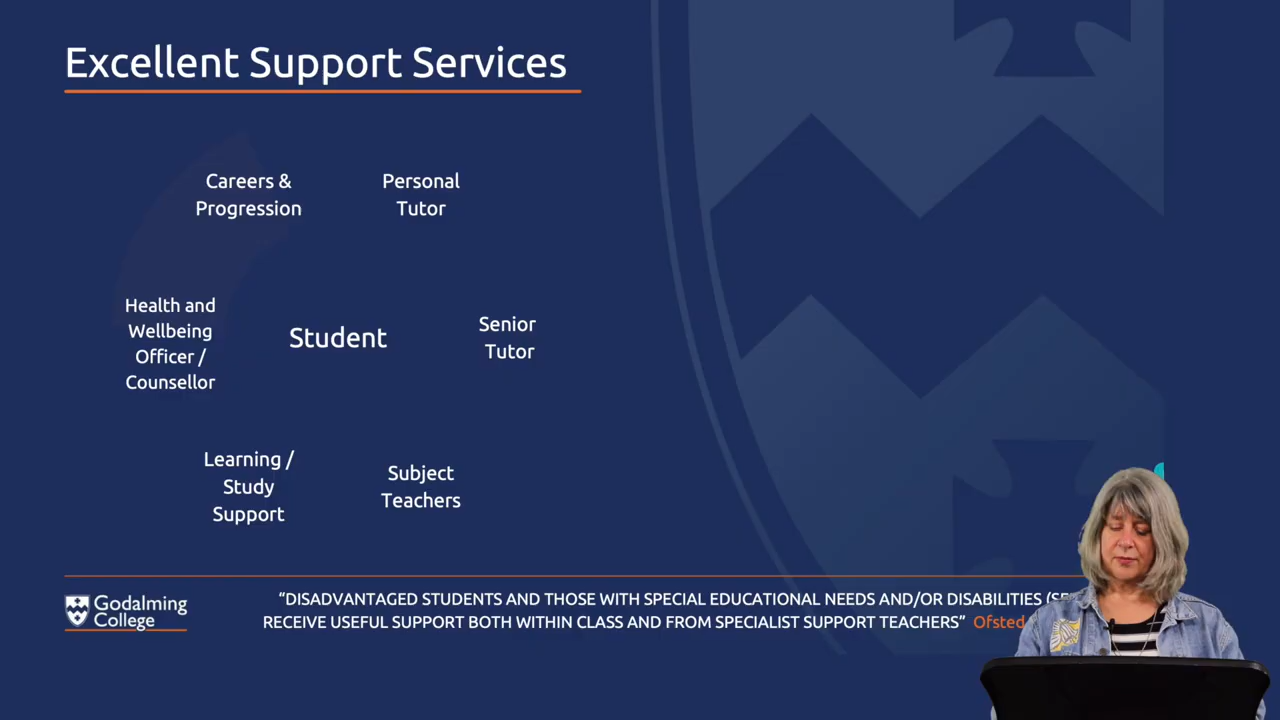 Excellent Support Services
Careers &
Progression
Personal
Tutor
Health and
Wellbeing
Officer /
Counsellor
Student
Senior
Tutor
Learning /
Study
Support
Subject
Teachers
Godalming
College
“DISADVANTAGED STUDENTS AND THOSE WITH SPECIAL EDUCATIONAL NEEDS AND/OR DISABILITIES
RECEIVE USEFUL SUPPORT BOTH WITHIN CLASS AND FROM SPECIALIST SUPPORT TEACHERS” Ofsted